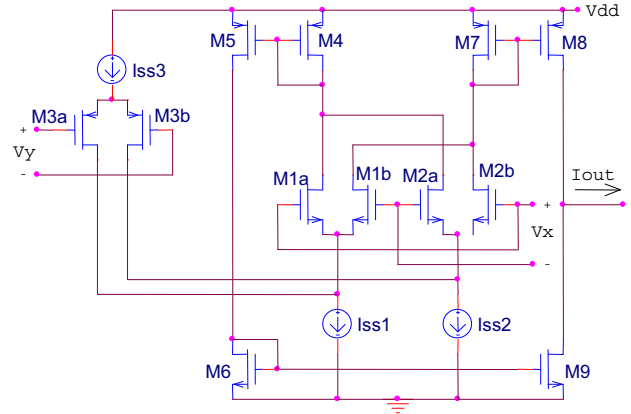 Vdd
M5
M4
M7
M8
Iss3
M3a
M3b
+
Vy
-
M1a
M1b
M2a
M2b
Iout
+
Vx
-
Iss1
Iss2
M6
M9